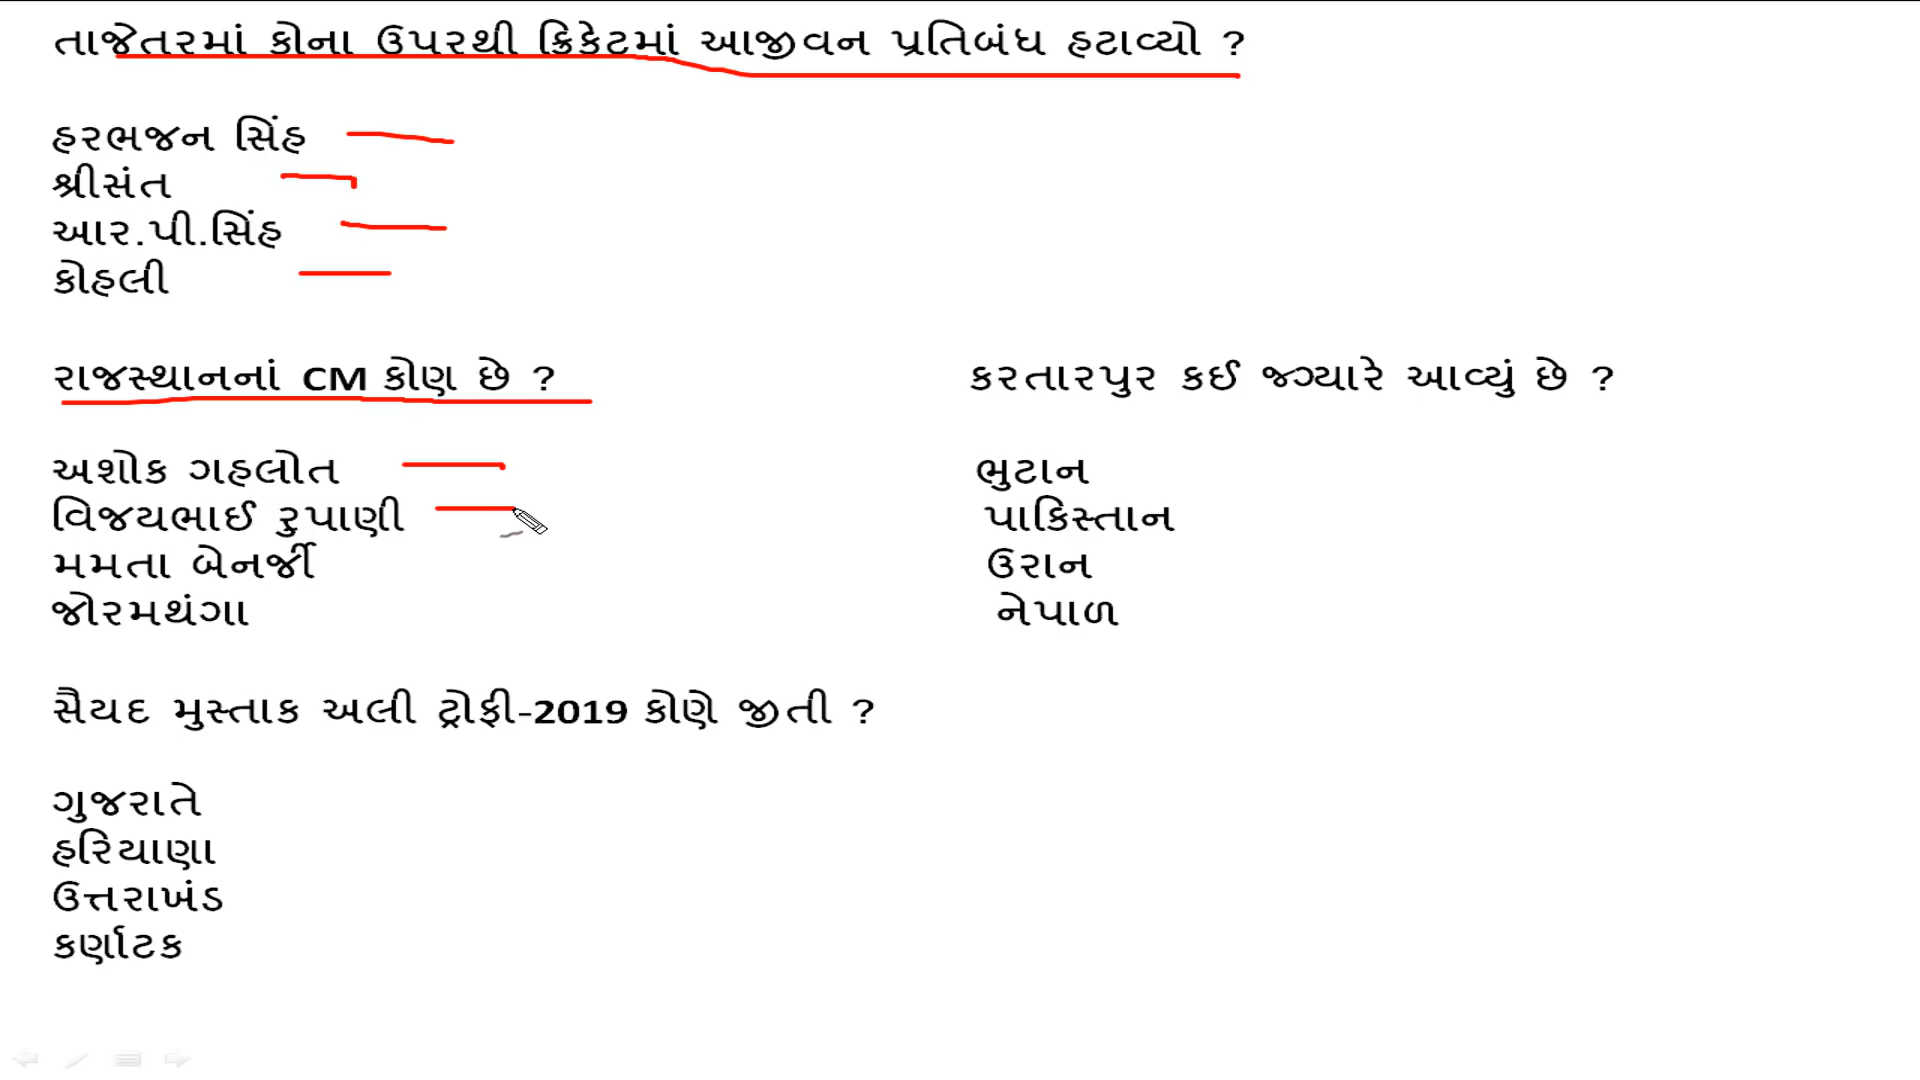 તાજેતરમાં કોના ઉપરથી ક્રિકેટમાં આજીવન પ્રતિબંધ હટાવ્યો ?
હરભજન સિંહ
શ્રીસંત
આર.પી.સિંહ
કોહલી
રાજસ્થાનનાં CM કોણ છે ?
અશોક ગહલોત
વિજયભાઈ રુપાણી
મમતા બેનર્જી
જોરમથંગા
કરતારપુર કઈ જગ્યારે આવ્યું છે ?
ભુટાન
પાકિસ્તાન
ઉરાન
નેપાળ
સૈયદ મુસ્તાક અલી ટ્રોફી-2019 કોણે જીતી ?
ગુજરાતે
હરિયાણા
ઉત્તરાખંડ
કર્ણાટક